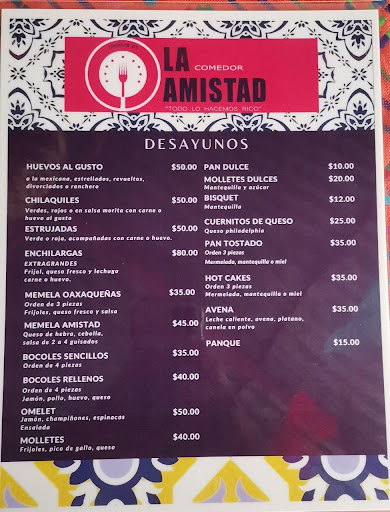 LA
COMEDOR
AMISTAD
"TODO LO HACEMOS RICO"
DESAYUNOS
HUEVOS AL GUSTO $50.00
a la mexicana, estrellados, revueltos,
divorciados o ranchero
CHILAQUILES $50.00
Verdes, rojos o en salsa morita con carne o
huevo al gusto
ESTRUJADAS $50.00
Verde o roja, acompañadas con carne o huevo.
ENCHILARGAS $80.00
EXTRAGRANDES
Frijol, queso fresco y lechuga
carne o huevo.
MEMELA OAXAQUEÑAS $35.00
Orden de 3 piezas
Frijoles, queso fresco y salsa
MEMELA AMISTAD $45.00
Queso de hebra, cebolla,
salsa de 2 a 4 guisados
BOCOLES SENCILLOS $35.00
Orden de 4 piezas
BOCOLES RELLENOS $40.00
Orden de 4 piezas
Jamón, pollo, huevo, queso
OMELET $50.00
Jamón, champiñones, espinacas
Ensalada
MOLLETES $40.00
Frijoles, pico de gallo, queso
PAN DULCE $10.00
MOLLETES DULCES $20.00
Mantequilla y azúcar
BISQUET $12.00
Mantequilla
CUERNITOS DE QUESO $25.00
Queso philadelphia
PAN TOSTADO $35.00
Orden 3 piezas
Mermelada, mantequilla o miel
HOT CAKES $35.00
Orden 3 piezas
Mermelada, mantequilla o miel
AVENA $35.00
Leche caliente, avena, platano,
canela en polvo
PANQUE $15.00